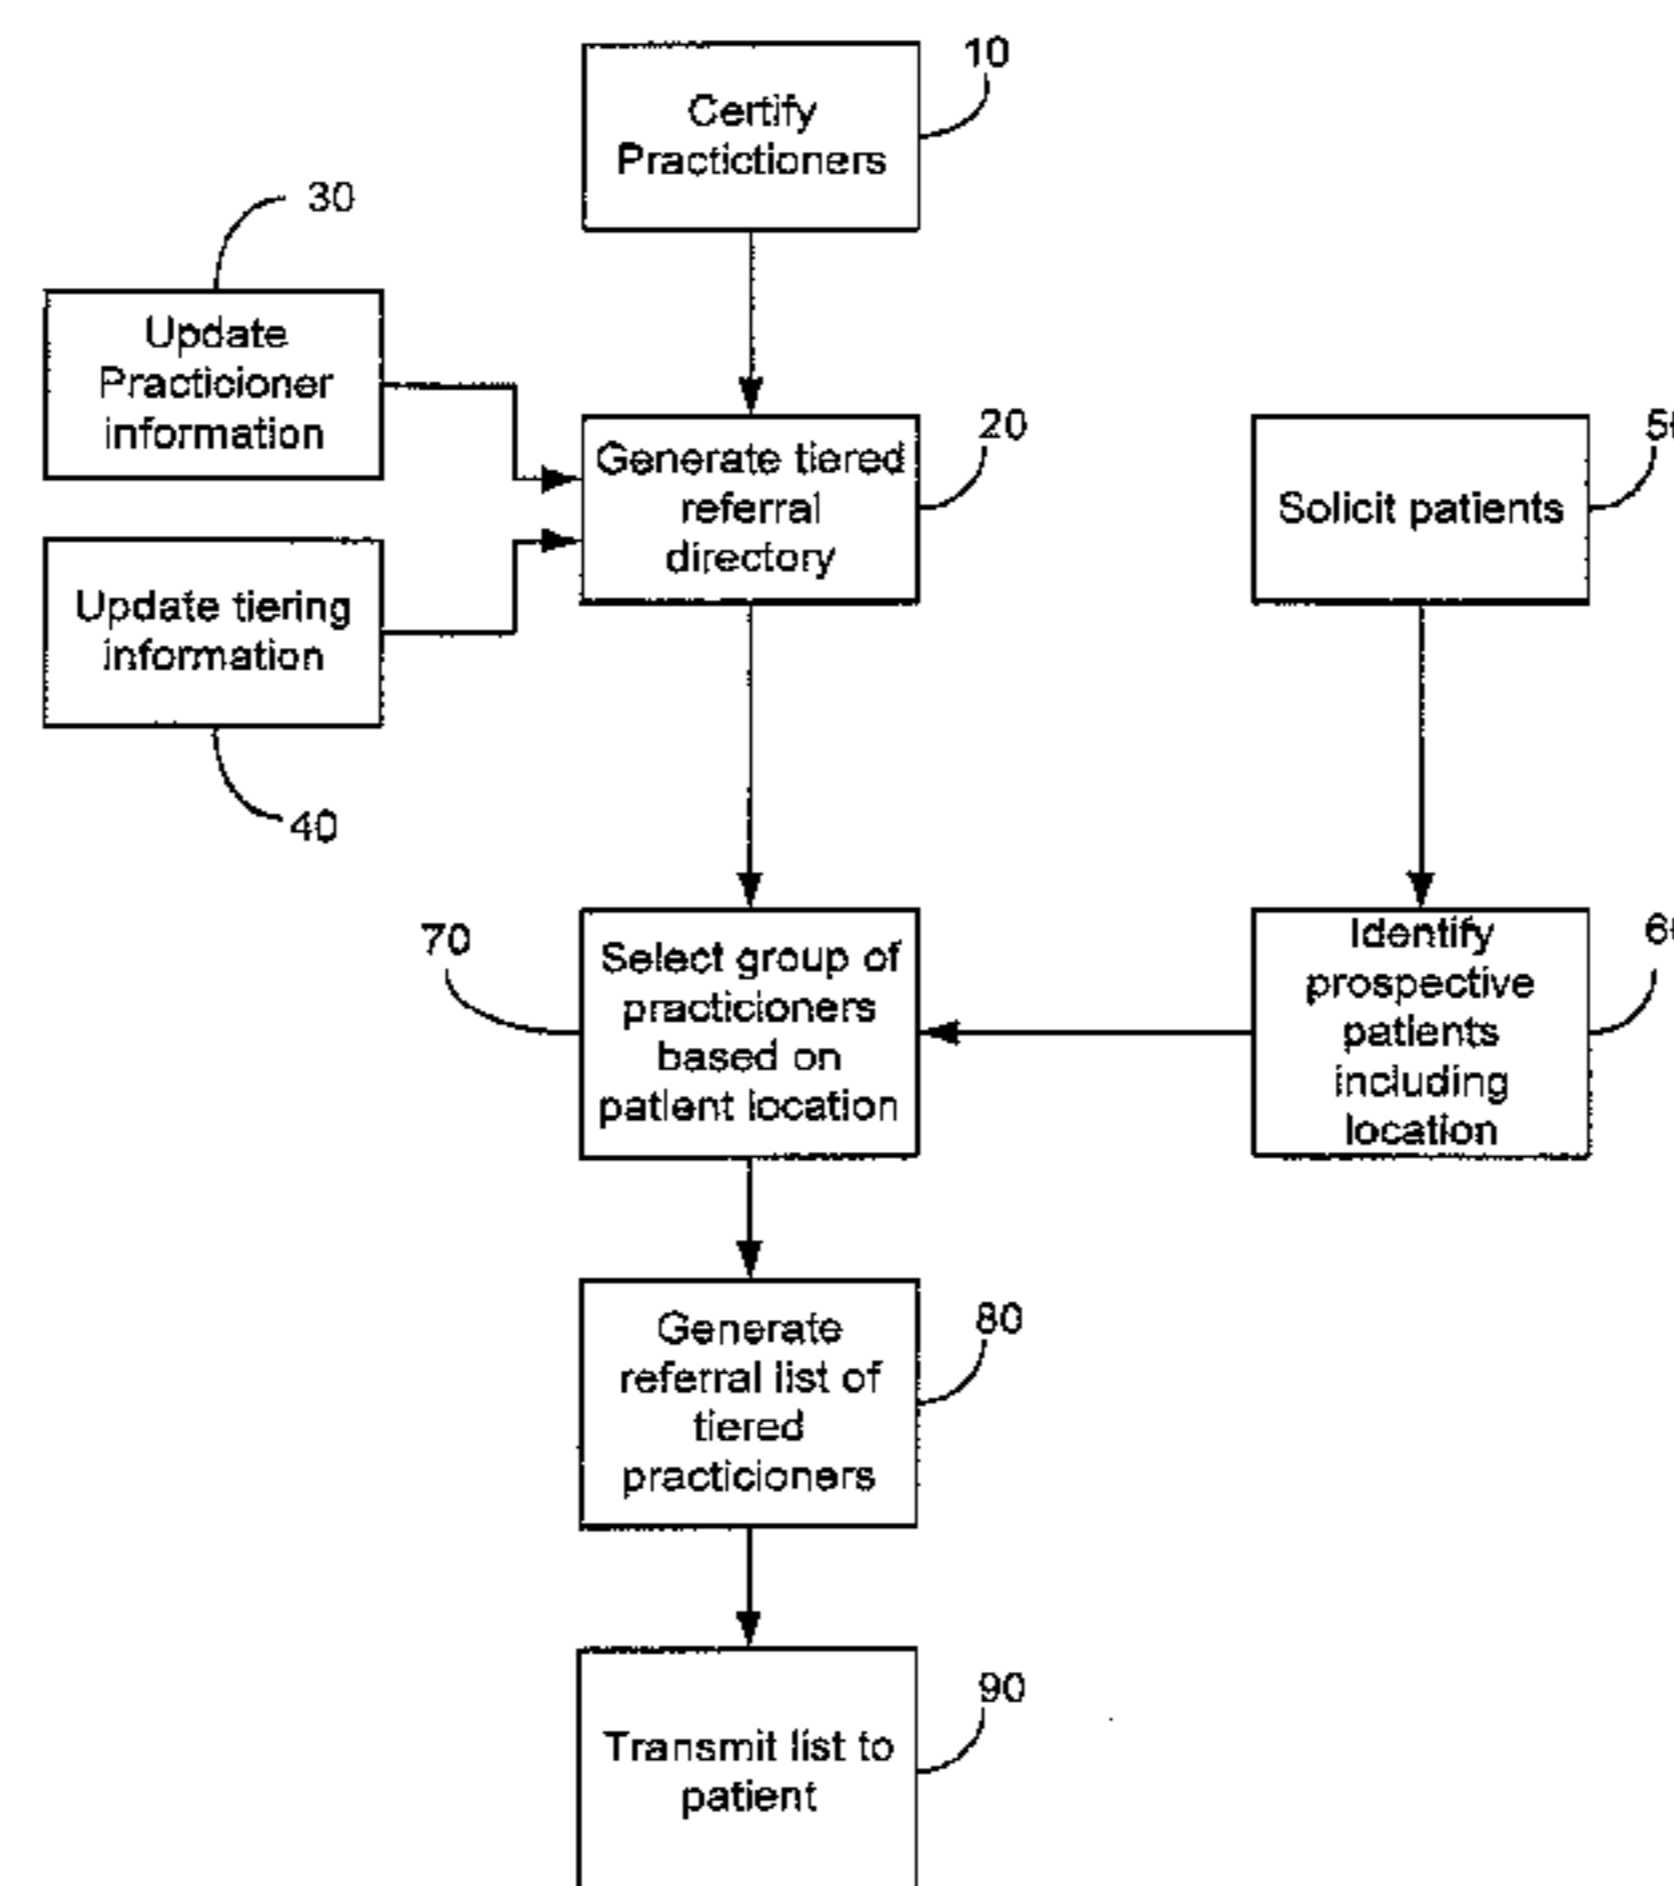 10
Certify
Practictioners
30
Update
Practicioner
information
20
Generate tiered
referral
directory
Solicit patients
Update tiering
information
40
70
Select group of
practicioners
based on
patient location
Identify
prospective
patients
including
location
80
Generate
referral list of
tiered
practicioners
90
Transmit list to
patient